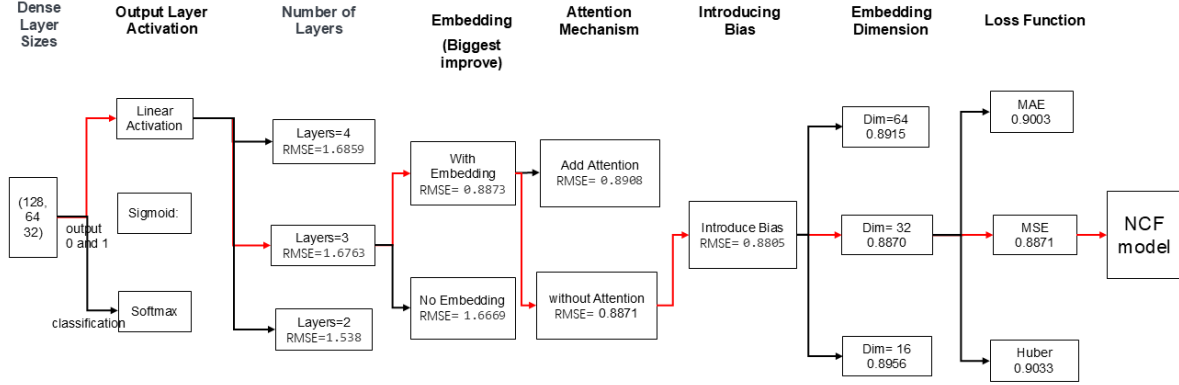 Dense
Layer
Sizes
Output Layer
Activation
Number of
Layers
Embedding
(Biggest
improve)
Attention
Mechanism
Introducing
Bias
Embedding
Dimension
Loss Function
(128,
64
32)
output
0 and 1
classification
Linear
Activation
Sigmoid:
Softmax
Layers=4
RMSE=1.6859
Layers=3
RMSE=1.6763
Layers=2
RMSE=1.538
With
Embedding
RMSE= 0.8873
No Embedding
RMSE= 1.6669
Add Attention
RMSE= 0.8908
without Attention
RMSE= 0.8871
Introduce Bias
RMSE= 0.8805
Dim=64
0.8915
Dim= 32
0.8870
Dim= 16
0.8956
MAE
0.9003
MSE
0.8871
Huber
0.9033
NCF
model